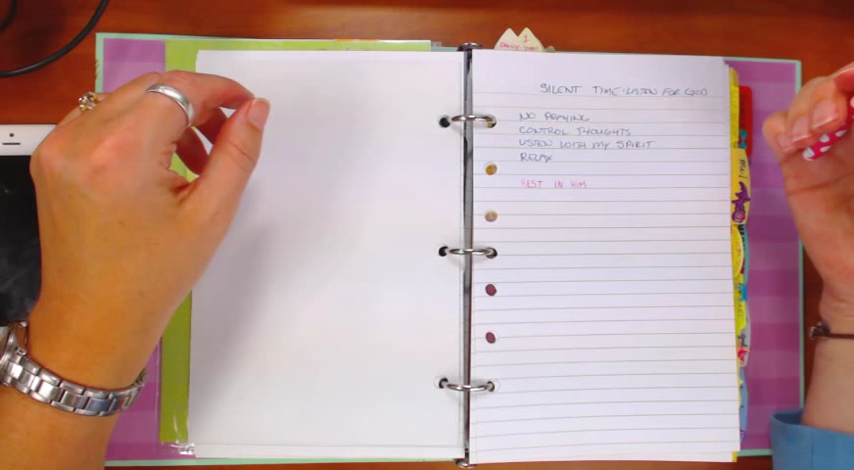 SILENT TIME-LISTEN FOR GOD
NO PRAYING
CONTROL THOUGHTS
LISTEN WITH MY SPIRIT
RELAX
REST IN HIM